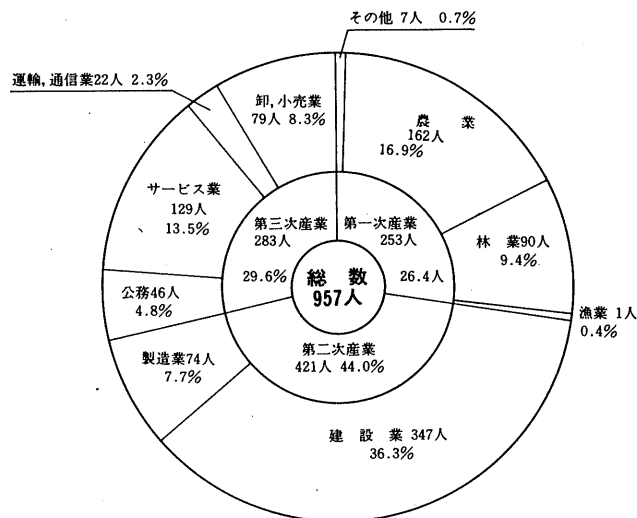 その他 7人 0.7%
運輸,通信業22人 2.3%
卸,小売業
79人 8.3%
農 業
162人
16.9%
サービス業
129人
13.5%
第三次産業
283人
29.6%
第一次産業
253人
26.4人
林 業90人
9.4%
総 数
957人
公務46人
4.8%
漁業 1人
0.4%
製造業74人
7.7%
第二次産業
421人 44.0%
建 設 業 347人
36.3%